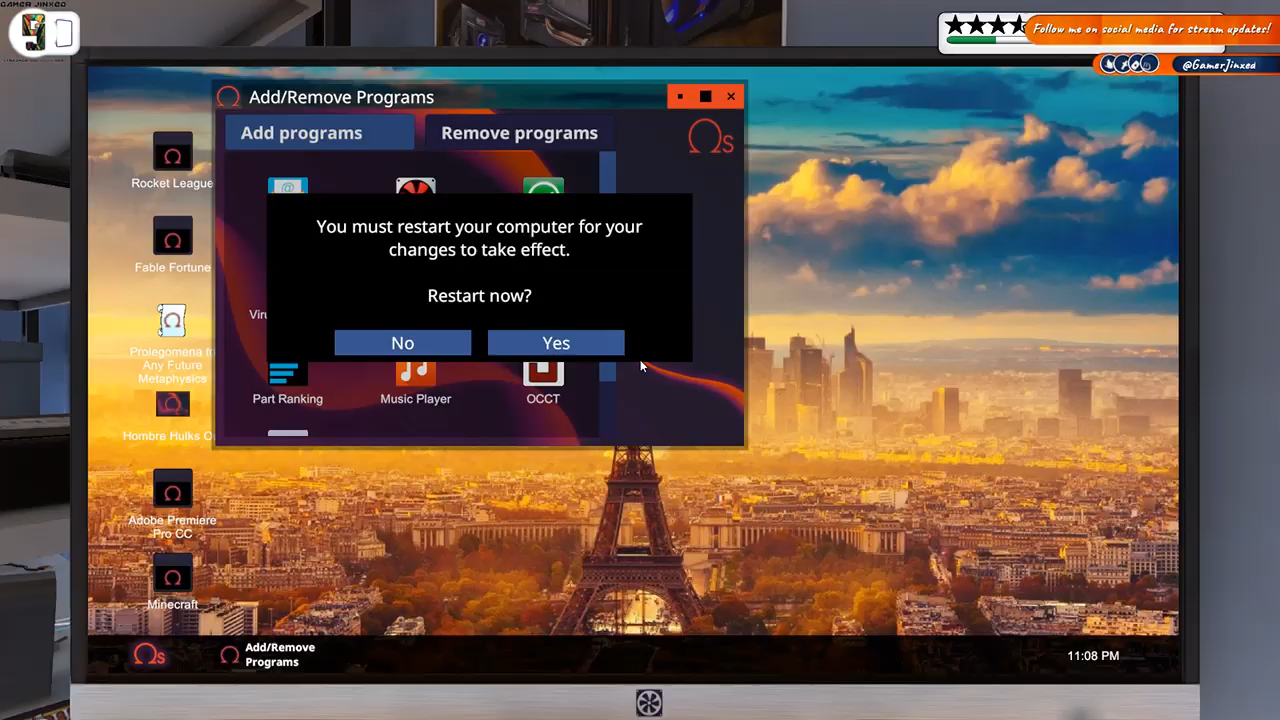 GAMER JINXED
Follow me on social media for stream updates!
@GamerJinxed
Add/Remove Programs
Add programs
Remove programs
Ωs
Rocket League
Fable Fortune
Prolegomena
Any Future
Metaphysics
Hombre Hulks O
Adobe Premiere
Pro CC
Minecraft
You must restart your computer for your
changes to take effect.
Restart now?
No
Yes
Part Ranking
Music Player
OCCT
Ωs
Add/Remove
Programs
11:08 PM